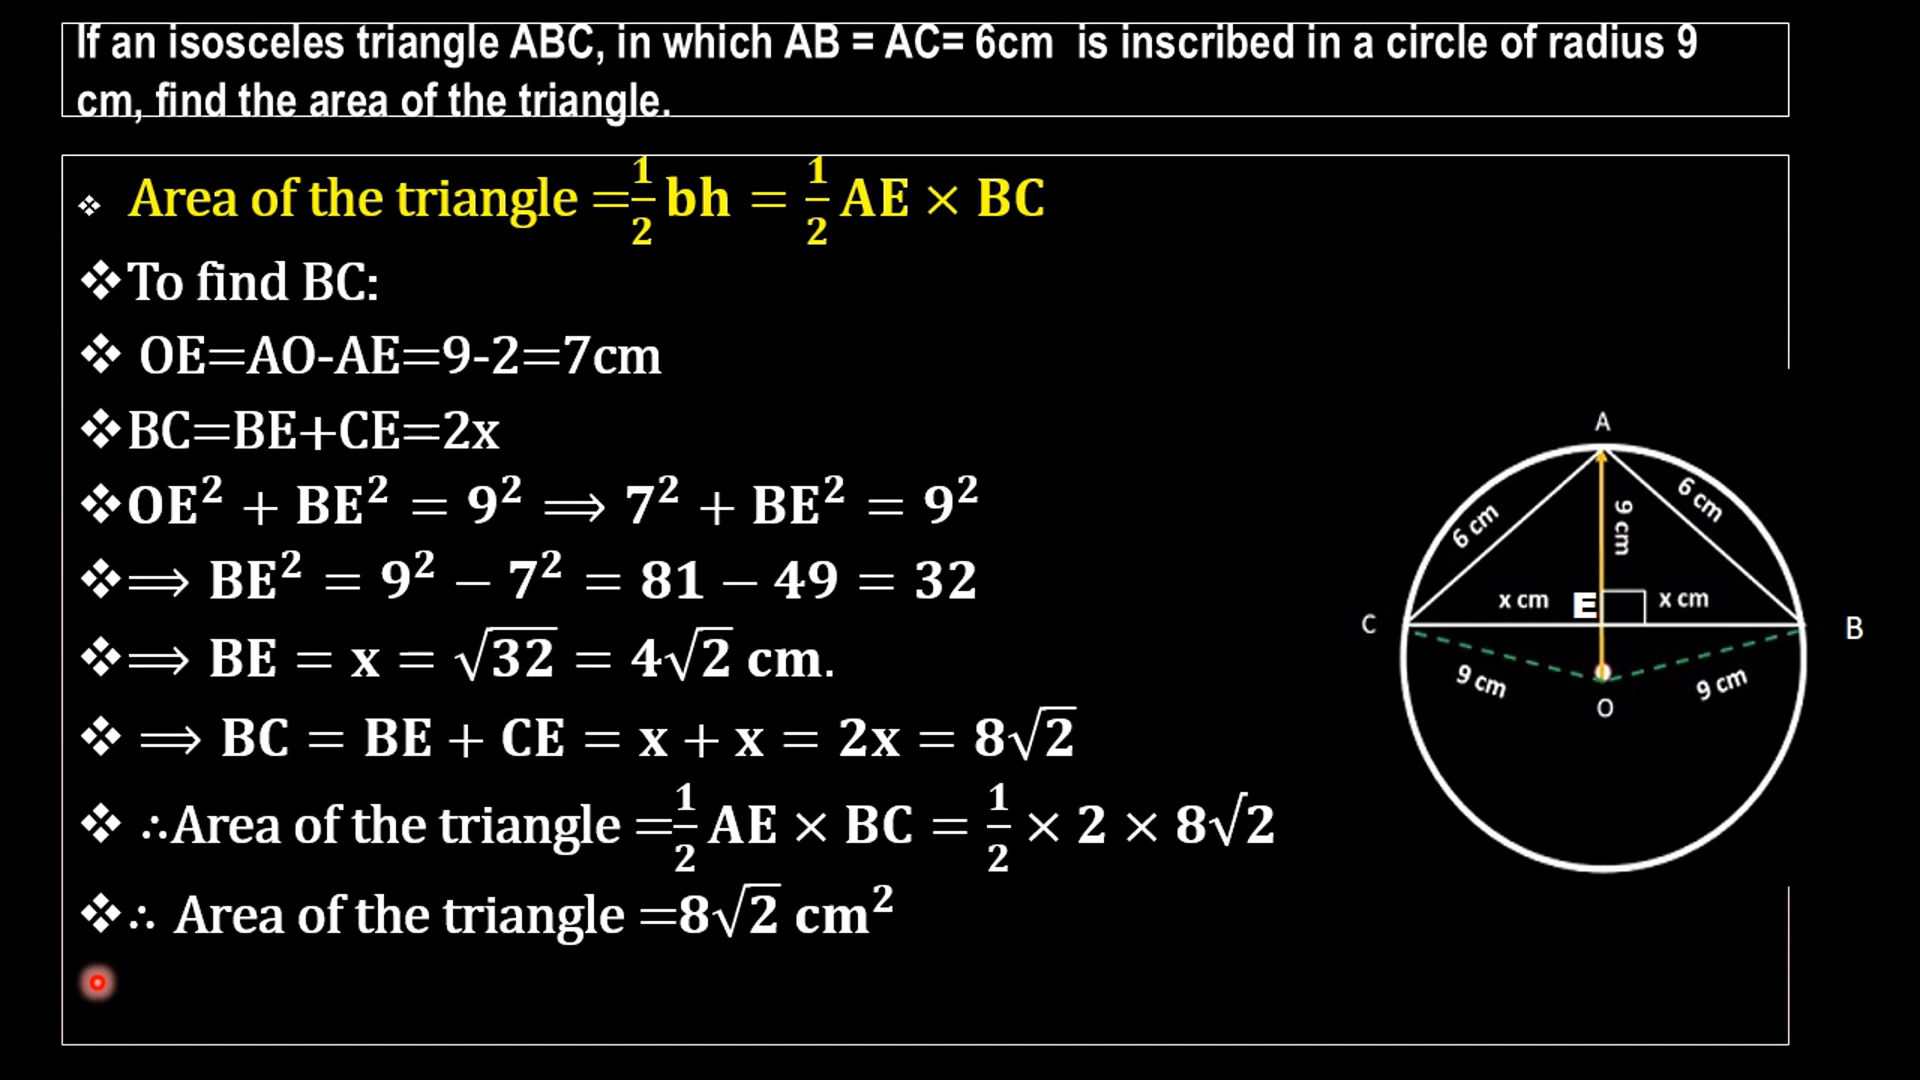 If an isosceles triangle ABC, in which AB = AC= 6cm is inscribed in a circle of radius 9
cm, find the area of the triangle.
❖ Area of the triangle =1/2 bh = 1/2 AE × BC
❖To find BC:
❖ OE=AO-AE=9-2=7cm
❖BC=BE+CE=2x
❖OE² + BE² = 9² ⟹ 7² + BE² = 9²
❖⟹ BE² = 9² − 7² = 81 − 49 = 32
❖⟹ BE = x = √32 = 4√2 cm.
❖ ⟹ BC = BE + CE = x + x = 2x = 8√2
❖ ∴Area of the triangle =1/2 AE × BC = 1/2 × 2 × 8√2
❖∴ Area of the triangle =8√2 cm²
A
6 cm
9 cm
6 cm
x cm
E
x cm
C
B
9 cm
9 cm
O